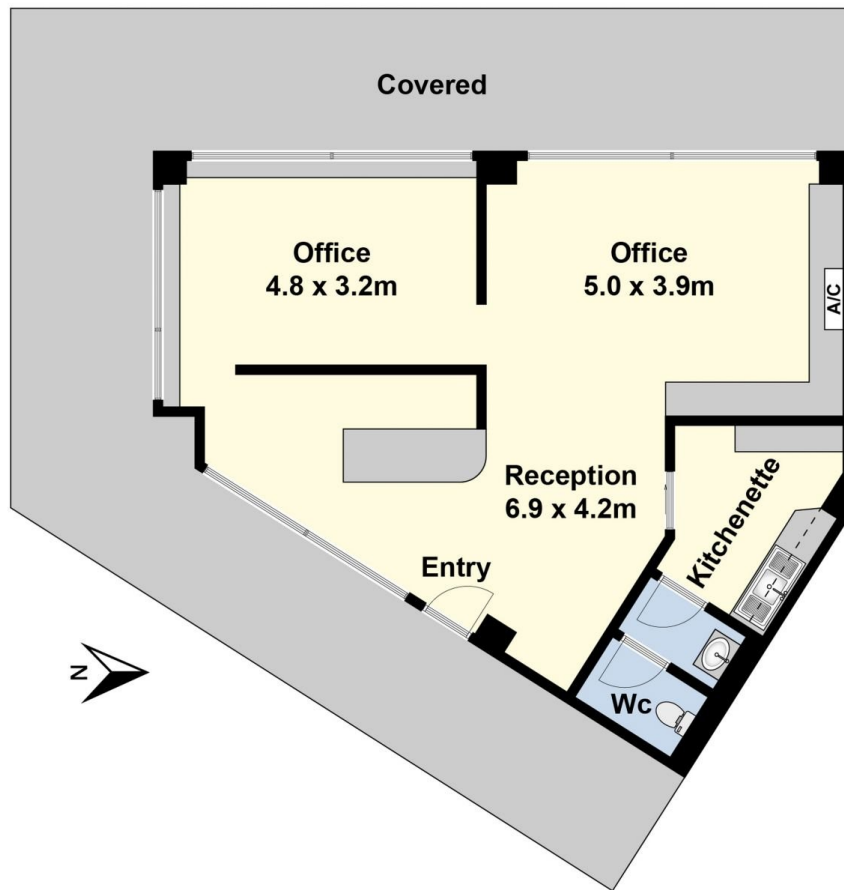 Covered
Office
4.8 x 3.2m
Office
5.0 x 3.9m
A/C
Reception
6.9 x 4.2m
Kitchenette
Entry
N
Wc